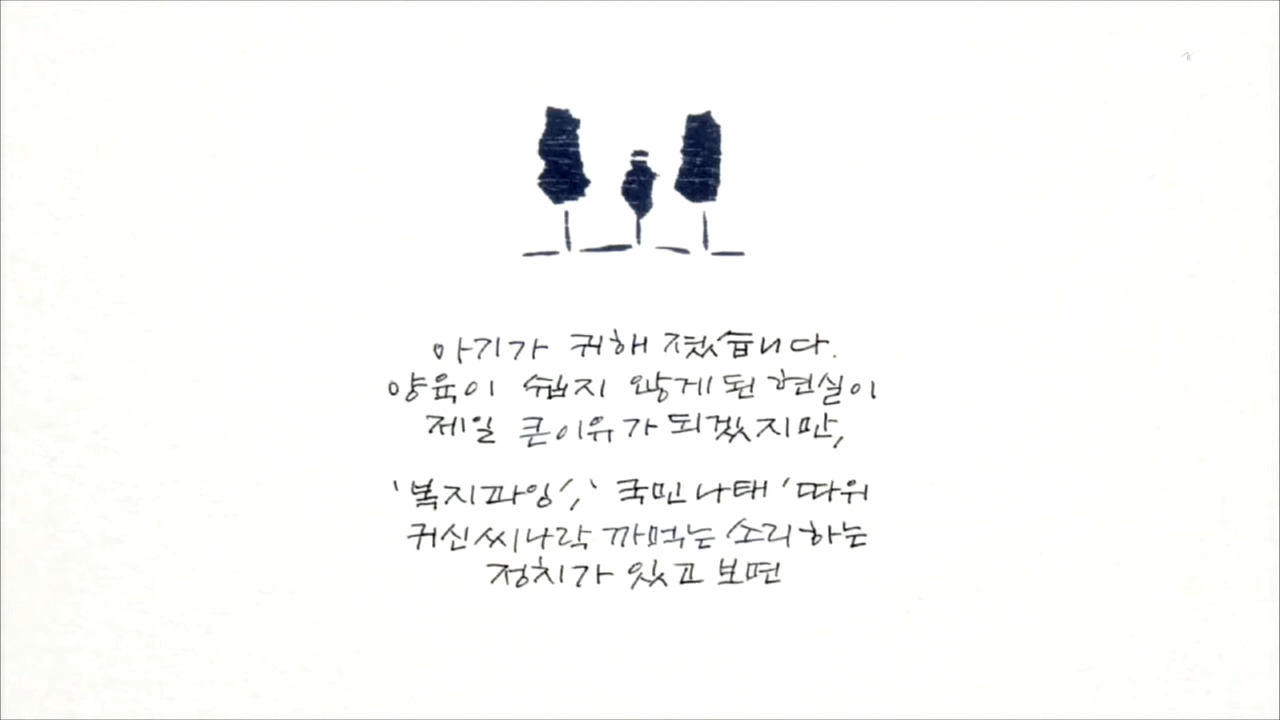 아기가 귀해 졌습니다.
양육이 쉽지 않게 된 현실이
제일 큰 이유가 되겠지만,
'복지과잉', '국민나태' 따위
귀신 씨나락 까먹는 소리 하는
정치가 있고 보면